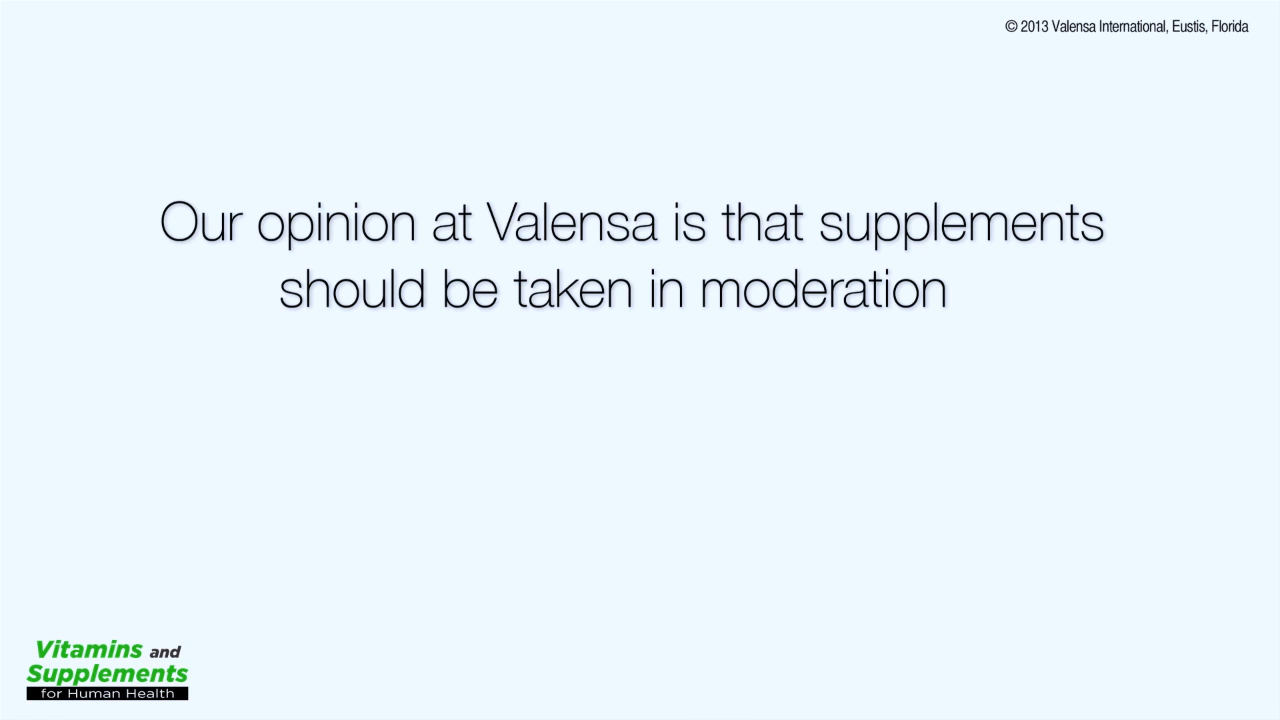 © 2013 Valensa International, Eustis, Florida
Our opinion at Valensa is that supplements
should be taken in moderation
Vitamins and
Supplements
for Human Health